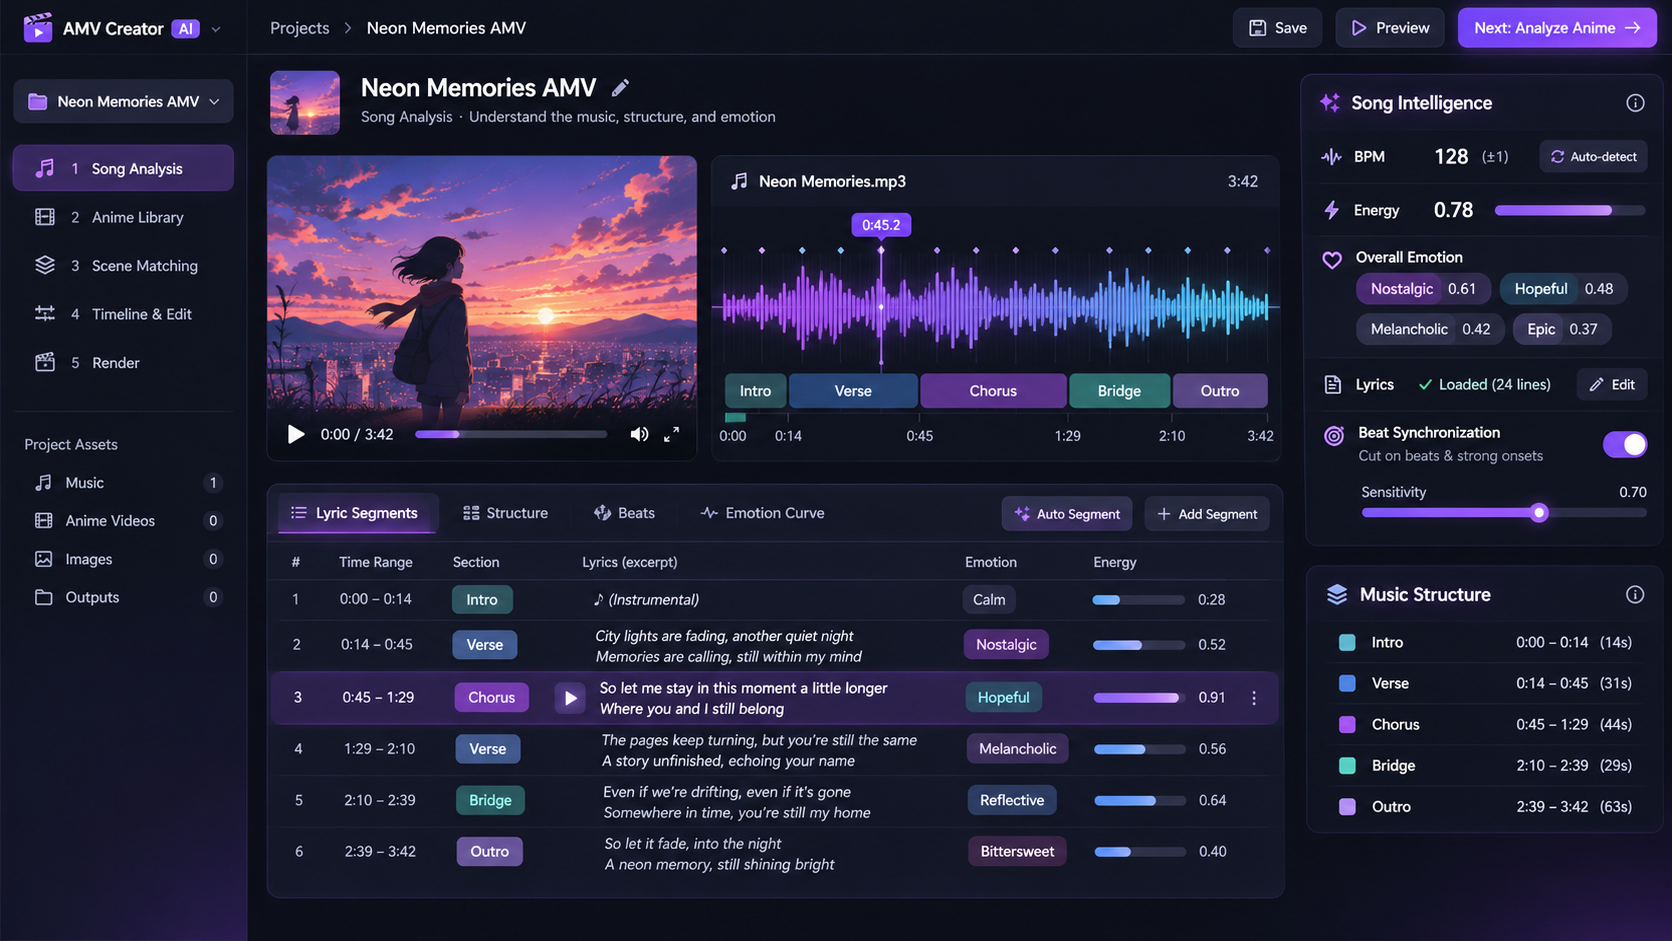 AMV Creator AI
Projects > Neon Memories AMV
Save
Preview
Next: Analyze Anime →
Neon Memories AMV
1 Song Analysis
2 Anime Library
3 Scene Matching
4 Timeline & Edit
5 Render
Project Assets
Music 1
Anime Videos 0
Images 0
Outputs 0
Neon Memories AMV
Song Analysis · Understand the music, structure, and emotion
0:00 / 3:42
Neon Memories.mp3 3:42
0:45.2
Intro Verse Chorus Bridge Outro
0:00 0:14 0:45 1:29 2:10 3:42
Lyric Segments
Structure
Beats
Emotion Curve
Auto Segment
+ Add Segment
# Time Range Section Lyrics (excerpt) Emotion Energy
1 0:00 – 0:14 Intro ♪ (Instrumental) Calm 0.28
2 0:14 – 0:45 Verse City lights are fading, another quiet night
Memories are calling, still within my mind Nostalgic 0.52
3 0:45 – 1:29 Chorus So let me stay in this moment a little longer
Where you and I still belong Hopeful 0.91
4 1:29 – 2:10 Verse The pages keep turning, but you're still the same
A story unfinished, echoing your name Melancholic 0.56
5 2:10 – 2:39 Bridge Even if we're drifting, even if it's gone
Somewhere in time, you're still my home Reflective 0.64
6 2:39 – 3:42 Outro So let it fade, into the night
A neon memory, still shining bright Bittersweet 0.40
Song Intelligence
BPM 128 (±1) Auto-detect
Energy 0.78
Overall Emotion
Nostalgic 0.61 Hopeful 0.48
Melancholic 0.42 Epic 0.37
Lyrics ✓ Loaded (24 lines) Edit
Beat Synchronization
Cut on beats & strong onsets
Sensitivity 0.70
Music Structure
Intro 0:00 – 0:14 (14s)
Verse 0:14 – 0:45 (31s)
Chorus 0:45 – 1:29 (44s)
Bridge 2:10 – 2:39 (29s)
Outro 2:39 – 3:42 (63s)